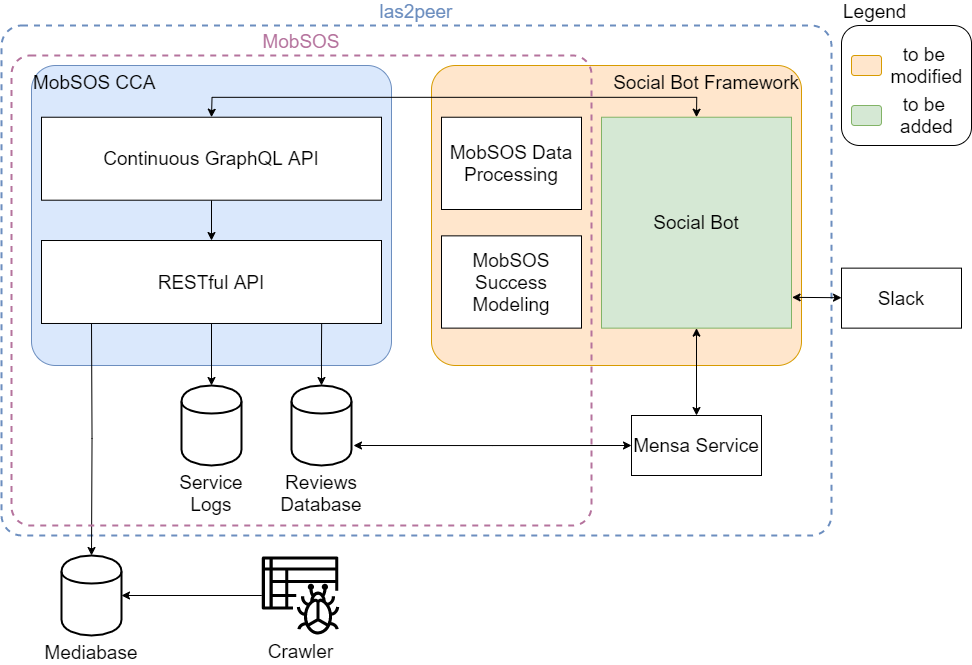 las2peer
Legend
MobSOS
to be
modified
to be
added
MobSOS CCA
Social Bot Framework
Continuous GraphQL API
MobSOS Data
Processing
Social Bot
RESTful API
MobSOS
Success
Modeling
Slack
Service
Logs
Reviews
Database
Mensa Service
Mediabase
Crawler